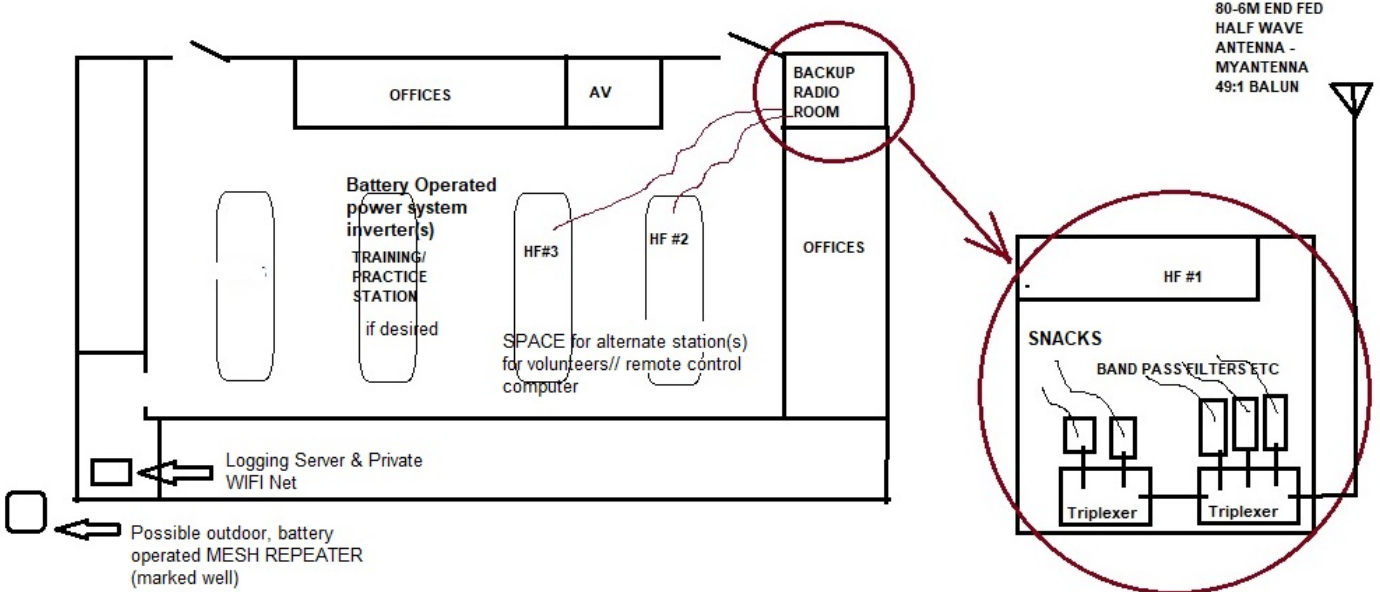 80-6M END FED
HALF WAVE
ANTENNA -
MYANTENNA
49:1 BALUN
OFFICES
AV
BACKUP
RADIO
ROOM
Battery Operated
power system
inverter(s)
TRAINING/
PRACTICE
STATION
if desired
HF#3
HF #2
OFFICES
SPACE for alternate station(s)
for volunteers// remote control
computer
HF #1
SNACKS
BAND PASS FILTERS ETC
Triplexer
Triplexer
Logging Server & Private
WIFI Net
Possible outdoor, battery
operated MESH REPEATER
(marked well)